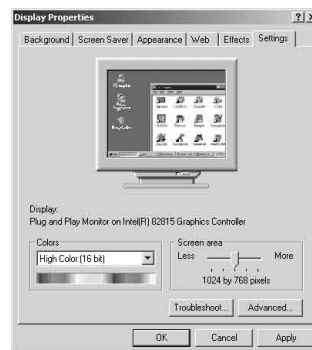 Display Properties
Background Screen Saver Appearance Web Effects Settings
Display:
Plug and Play Monitor on Intel(R) 82815 Graphics Controller
Colors
High Color (16 bit)
Screen area
Less More
1024 by 768 pixels
Troubleshoot... Advanced...
OK Cancel Apply